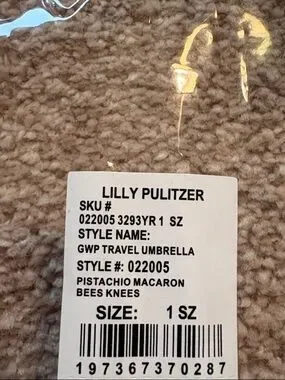 LILLY PULITZER
SKU #
022005 3293YR 1 SZ
STYLE NAME:
GWP TRAVEL UMBRELLA
STYLE #: 022005
PISTACHIO MACARON
BEES KNEES
SIZE: 1 SZ
197367370287